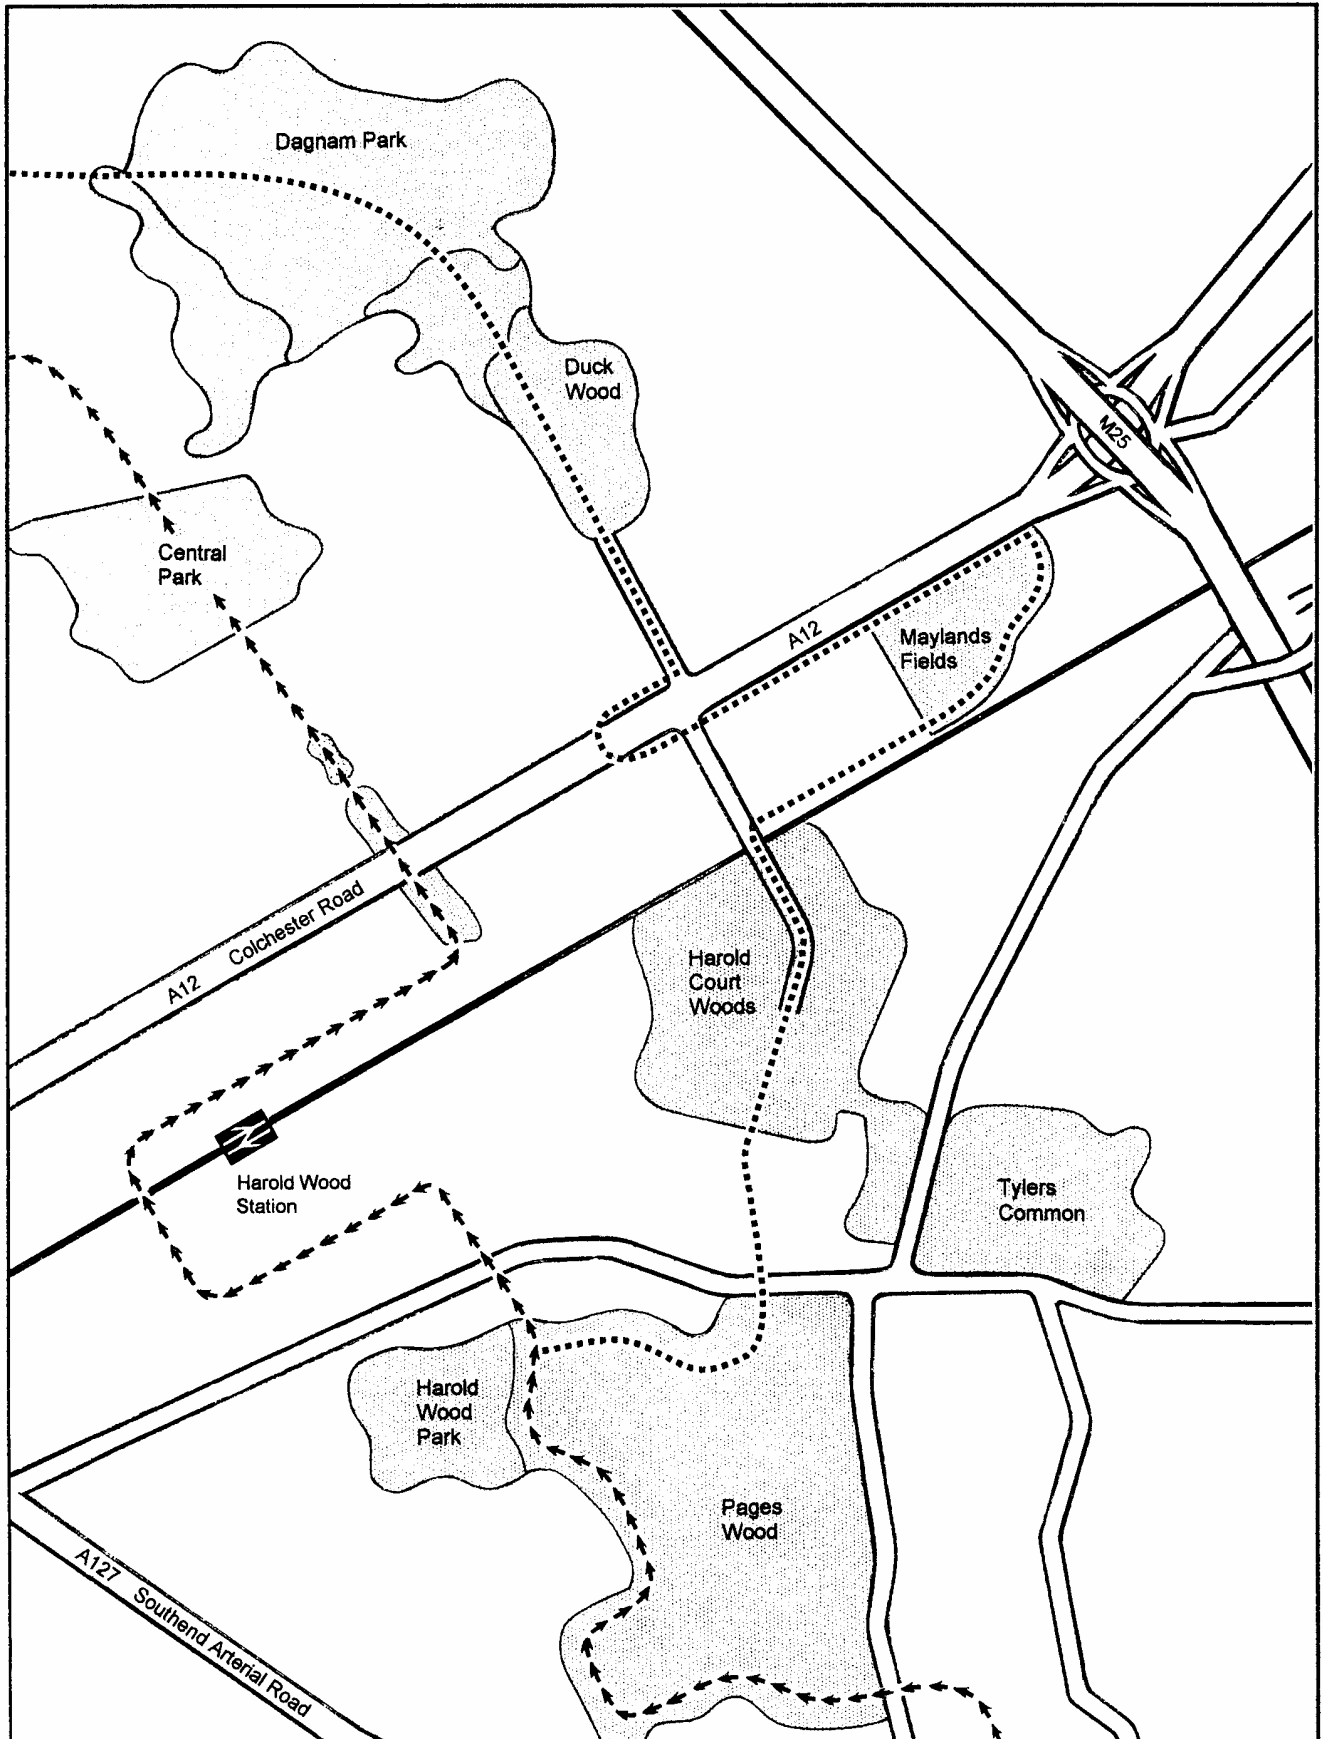 Dagnam Park
Duck
Wood
M25
Central
Park
A12
Maylands
Fields
A12 Colchester Road
Harold
Court
Woods
Harold Wood
Station
Tylers
Common
Harold
Wood
Park
Pages
Wood
A127 Southend Arterial Road